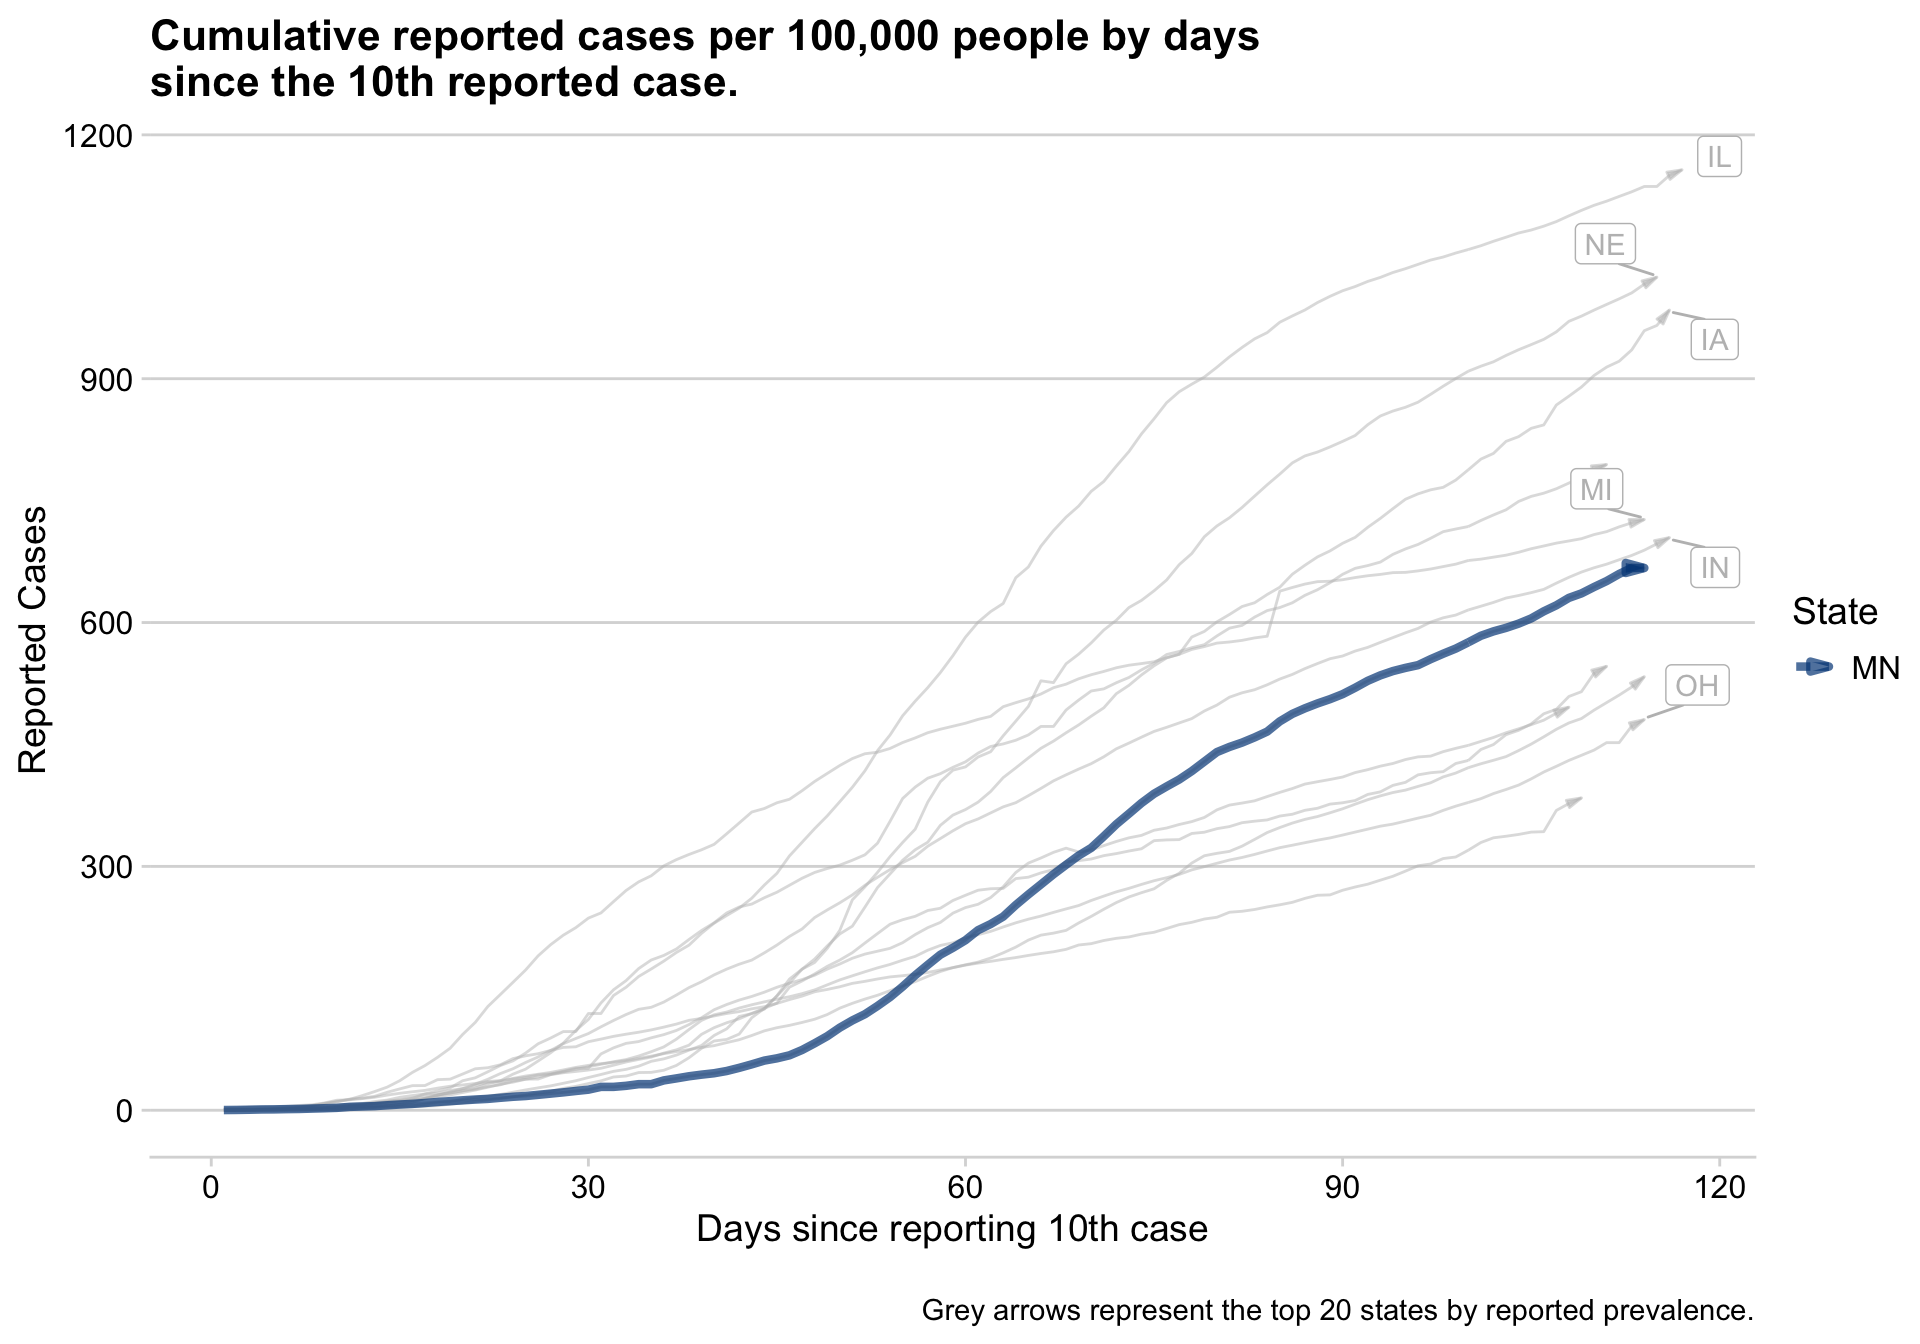 Cumulative reported cases per 100,000 people by days
since the 10th reported case.
1200
900
600
300
0
Reported Cases
IL
NE
IA
MI
IN
OH
State
MN
0
30
60
90
120
Days since reporting 10th case
Grey arrows represent the top 20 states by reported prevalence.